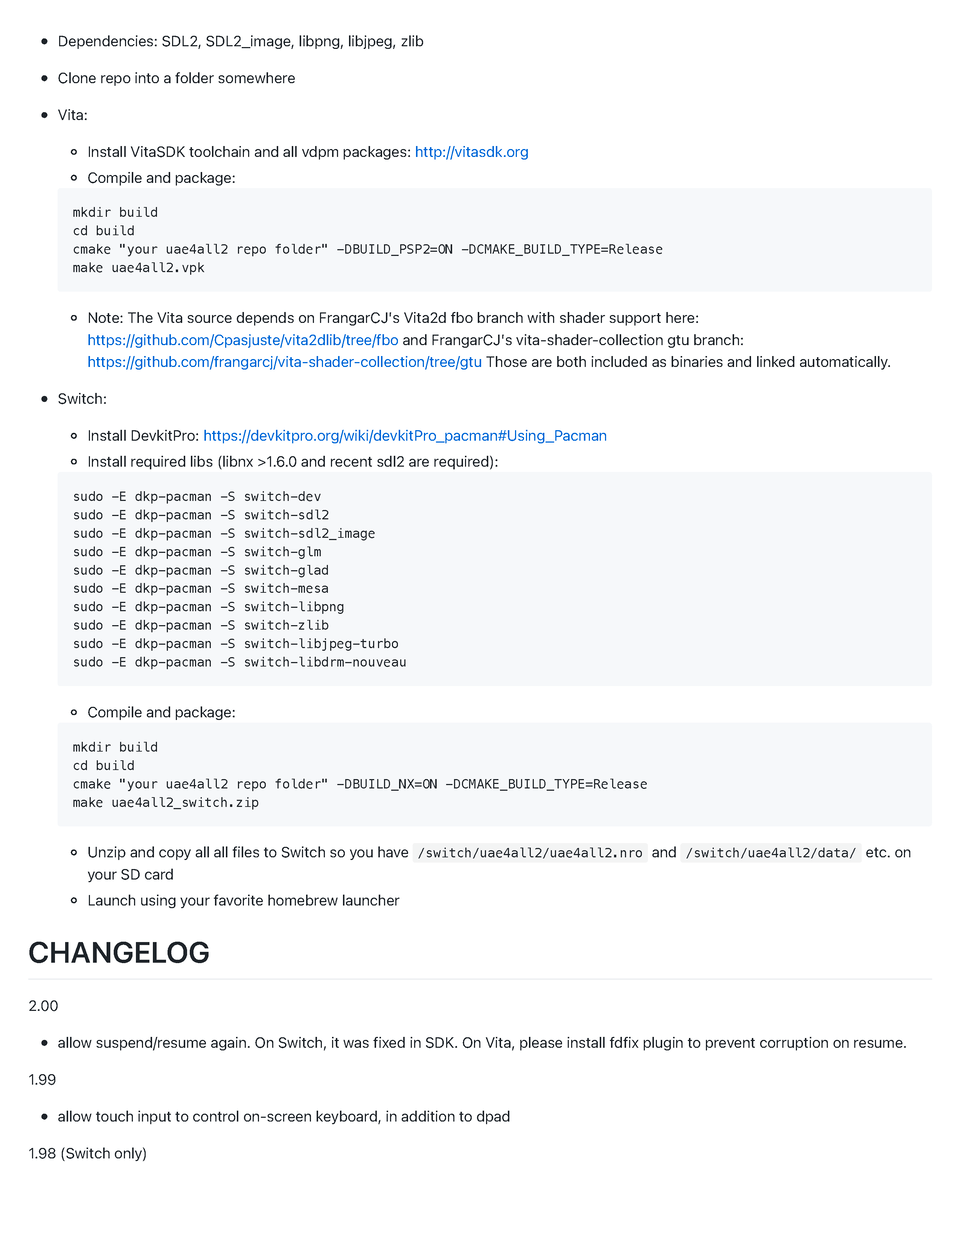 Dependencies: SDL2, SDL2_image, libpng, libjpeg, zlib
Clone repo into a folder somewhere
Vita:
Install VitaSDK toolchain and all vdpm packages: http://vitasdk.org
Compile and package:
mkdir build
cd build
cmake "your uae4all2 repo folder" -DBUILD_PSP2=ON -DCMAKE_BUILD_TYPE=Release
make uae4all2.vpk
Note: The Vita source depends on FrangarCJ's Vita2d fbo branch with shader support here:
https://github.com/Cpasjuste/vita2dlib/tree/fbo and FrangarCJ's vita-shader-collection gtu branch:
https://github.com/frangarcj/vita-shader-collection/tree/gtu Those are both included as binaries and linked automatically.
Switch:
Install DevkitPro: https://devkitpro.org/wiki/devkitPro_pacman#Using_Pacman
Install required libs (libnx >1.6.0 and recent sdl2 are required):
sudo -E dkp-pacman -S switch-dev
sudo -E dkp-pacman -S switch-sdl2
sudo -E dkp-pacman -S switch-sdl2_image
sudo -E dkp-pacman -S switch-glm
sudo -E dkp-pacman -S switch-glad
sudo -E dkp-pacman -S switch-mesa
sudo -E dkp-pacman -S switch-libpng
sudo -E dkp-pacman -S switch-zlib
sudo -E dkp-pacman -S switch-libjpeg-turbo
sudo -E dkp-pacman -S switch-libdrm-nouveau
Compile and package:
mkdir build
cd build
cmake "your uae4all2 repo folder" -DBUILD_NX=ON -DCMAKE_BUILD_TYPE=Release
make uae4all2_switch.zip
Unzip and copy all all files to Switch so you have /switch/uae4all2/uae4all2.nro and /switch/uae4all2/data/ etc. on
your SD card
Launch using your favorite homebrew launcher
CHANGELOG
2.00
allow suspend/resume again. On Switch, it was fixed in SDK. On Vita, please install fdfix plugin to prevent corruption on resume.
1.99
allow touch input to control on-screen keyboard, in addition to dpad
1.98 (Switch only)